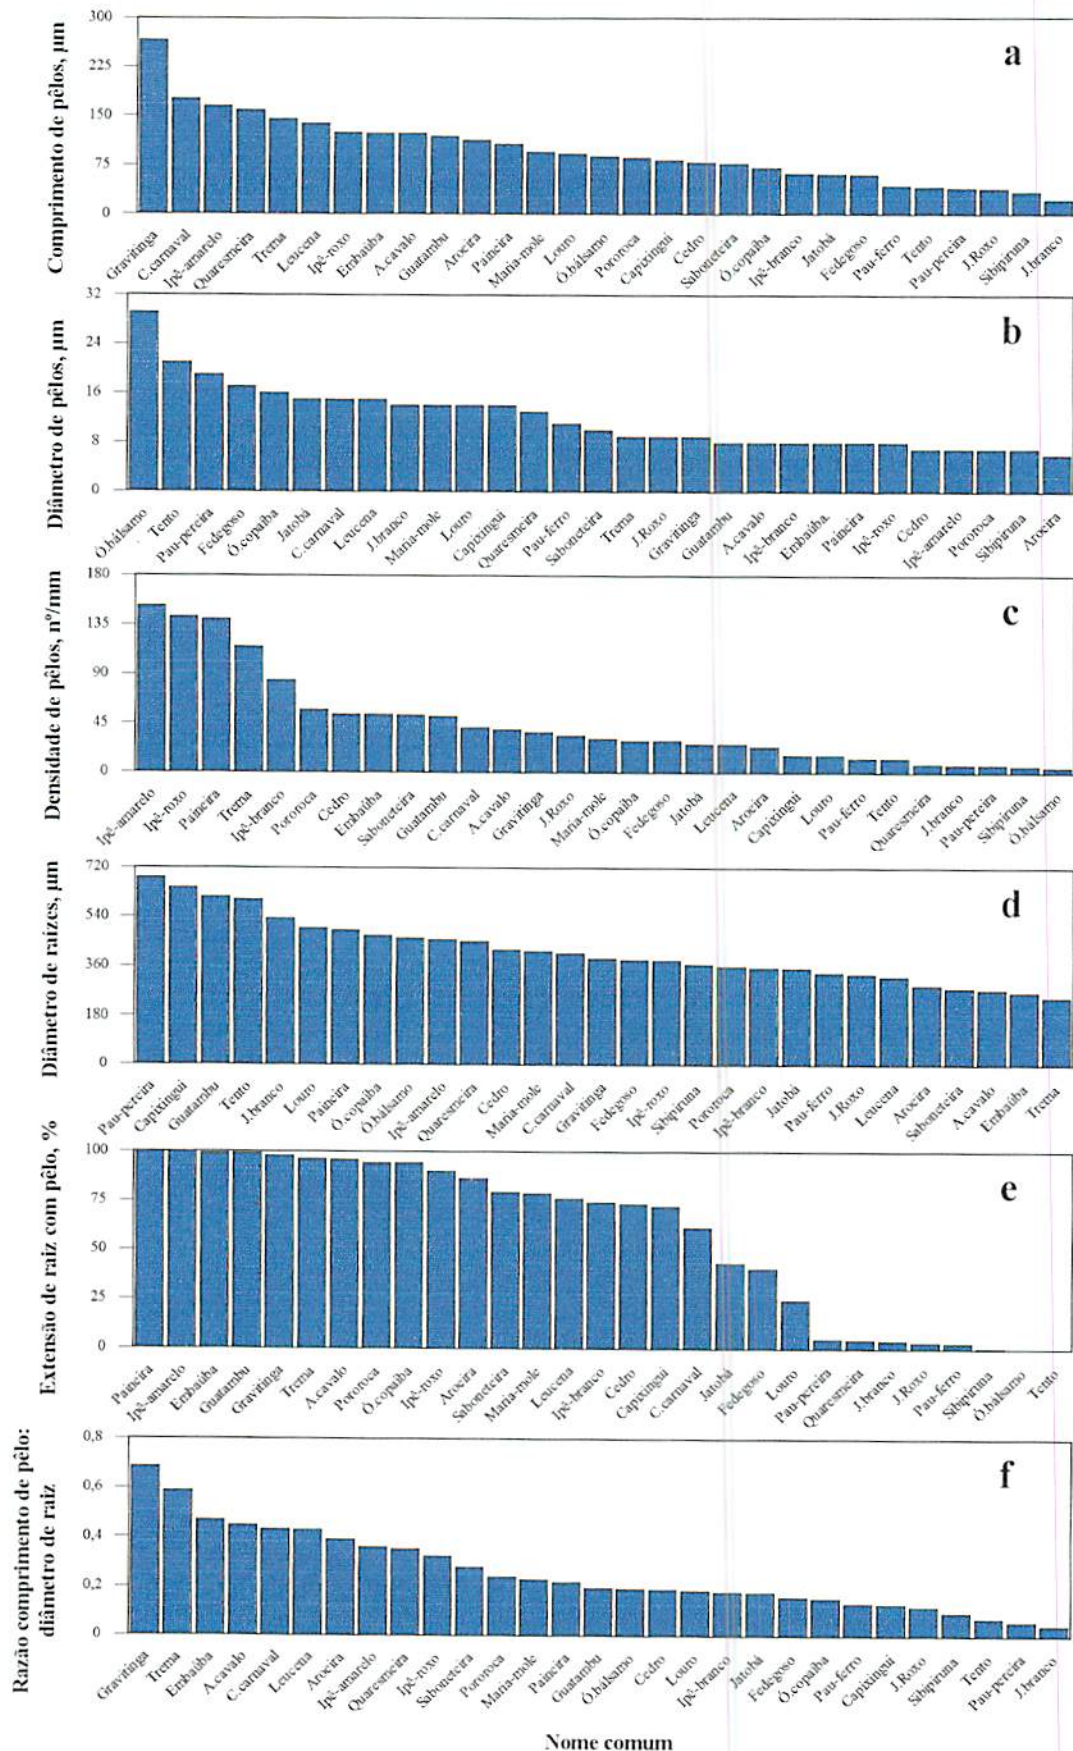 Comprimento de pêlos, µm
300
225
150
75
0
a
Gravitinga
C.carnaval
Ipê-amarelo
Quaresmeira
Trema
Leucena
Ipê-roxo
Embaúba
A.cavalo
Guatambu
Aroeira
Paineira
Maria-mole
Louro
Ó.bálsamo
Pororoca
Capixingui
Cedro
Saboneteira
Ó.copaíba
Ipê-branco
Jatobá
Fedegoso
Pau-ferro
Tento
Pau-pereira
J.Roxo
Sibipiruna
J.branco
Diâmetro de pêlos, µm
32
24
16
8
0
b
Ó.bálsamo
Tento
Pau-pereira
Fedegoso
Ó.copaíba
Jatobá
C.carnaval
Leucena
J.branco
Maria-mole
Louro
Capixingui
Quaresmeira
Pau-ferro
Saboneteira
Trema
J.Roxo
Gravitinga
Guatambu
A.cavalo
Ipê-branco
Embaúba.
Paineira
Ipê-roxo
Cedro
Ipê-amarelo
Pororoca
Sibipiruna
Aroeira
Densidade de pêlos, nº/mm
180
135
90
45
0
c
Ipê-amarelo
Ipê-roxo
Paineira
Trema
Ipê-branco
Pororoca
Cedro
Embaúba
Saboneteira
Guatambu
C.carnaval
A.cavalo
Gravitinga
J.Roxo
Maria-mole
Ó.copaíba
Fedegoso
Jatobá
Leucena
Aroeira
Capixingui
Louro
Pau-ferro
Tento
Quaresmeira
J.branco
Pau-pereira
Sibipiruna
Ó.bálsamo
Diâmetro de raízes, µm
720
540
360
180
0
d
Pau-pereira
Capixingui
Guatambu
Tento
J.branco
Louro
Paineira
Ó.copaíba
Ó.bálsamo
Ipê-amarelo
Quaresmeira
Cedro
Maria-mole
C.carnaval
Gravitinga
Fedegoso
Ipê-roxo
Sibipiruna
Pororoca
Ipê-branco
Jatobá
Pau-ferro
J.Roxo
Leucena
Aroeira
Saboneteira
A.cavalo
Embaúba
Trema
Extensão de raiz com pêlo, %
100
75
50
25
0
e
Paineira
Ipê-amarelo
Embaúba
Guatambu
Gravitinga
Trema
A.cavalo
Pororoca
Ó.copaíba
Ipê-roxo
Aroeira
Saboneteira
Maria-mole
Leucena
Ipê-branco
Cedro
Capixingui
C.carnaval
Jatobá
Fedegoso
Louro
Pau-pereira
Quaresmeira
J.branco
J.Roxo
Pau-ferro
Sibipiruna
Ó.bálsamo
Tento
Razão comprimento de pêlo:
diâmetro de raiz
0,8
0,6
0,4
0,2
0
f
Gravitinga
Trema
Embaúba
A.cavalo
C.carnaval
Leucena
Aroeira
Ipê-amarelo
Quaresmeira
Ipê-roxo
Saboneteira
Pororoca
Maria-mole
Paineira
Guatambu
Ó.bálsamo
Cedro
Louro
Ipê-branco
Jatobá
Fedegoso
Ó.copaíba
Pau-ferro
Capixingui
J.Roxo
Sibipiruna
Tento
Pau-pereira
J.branco
Nome comum